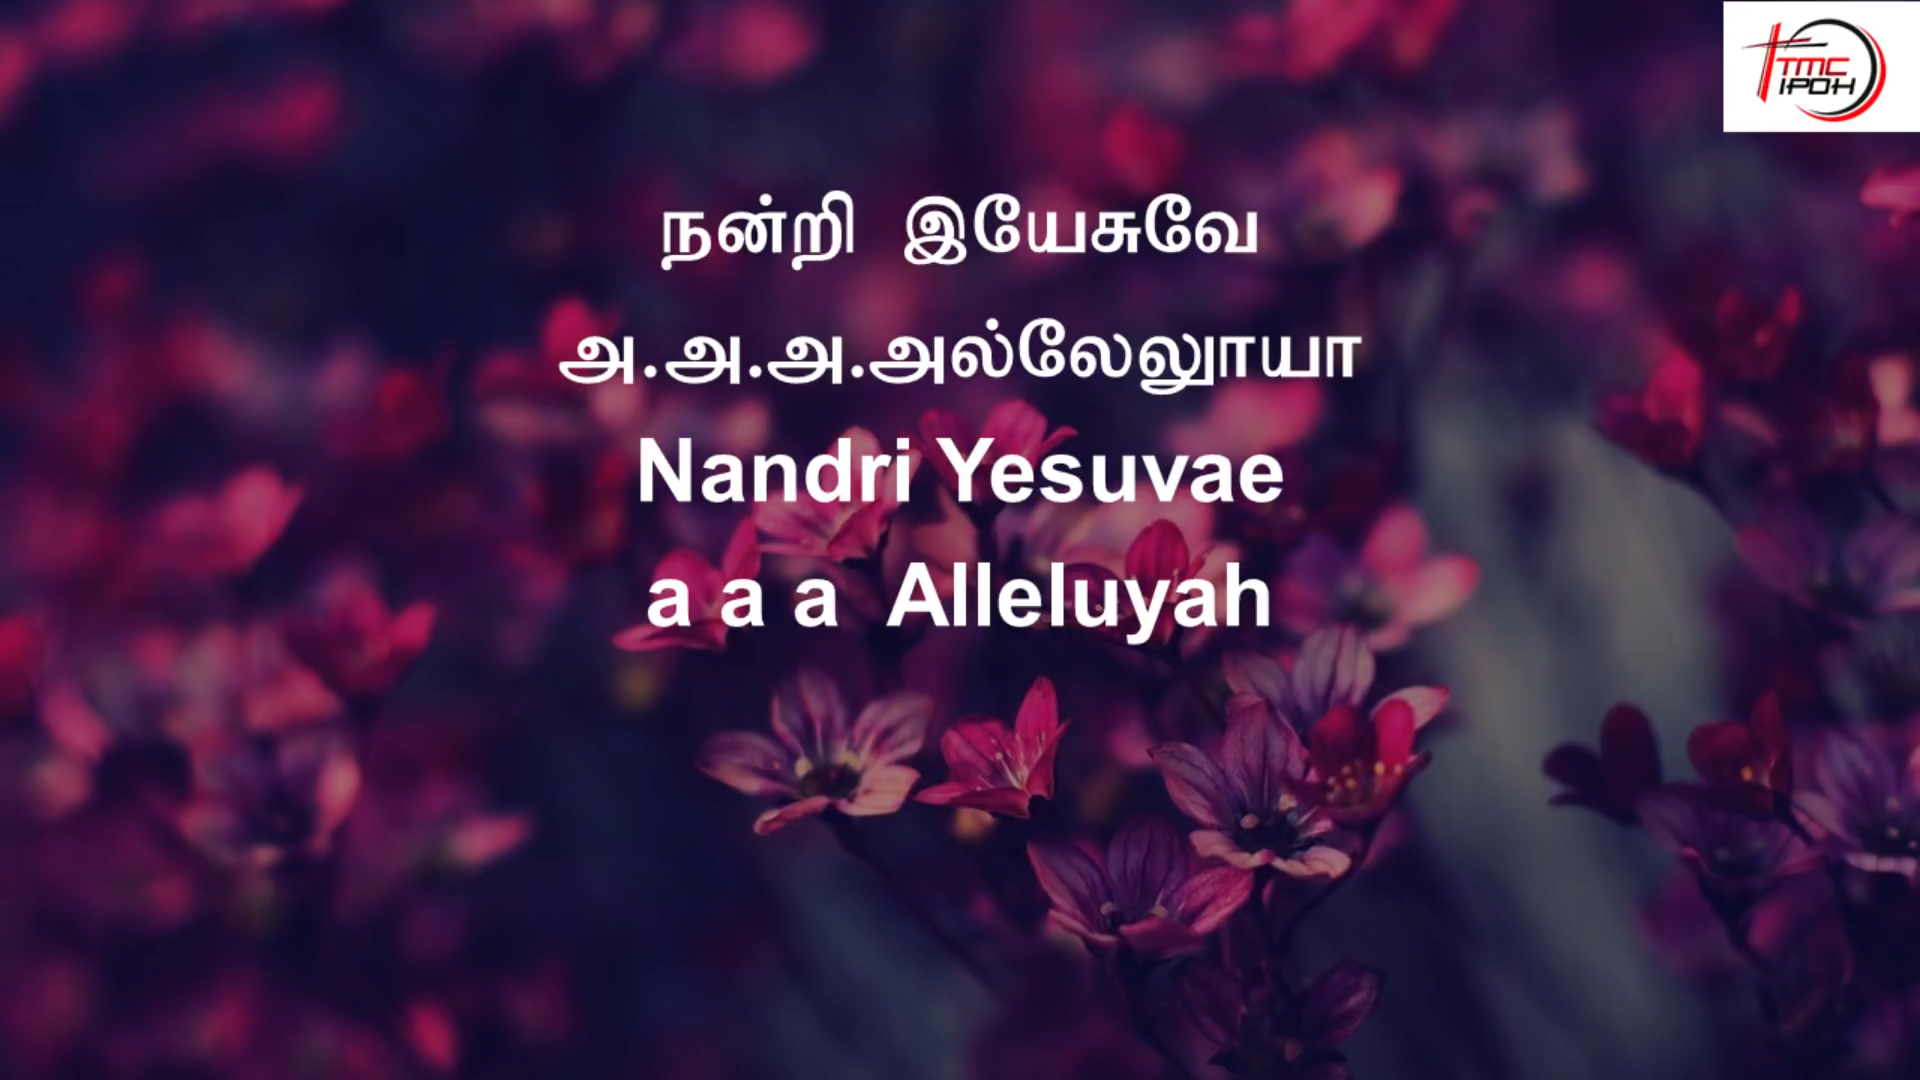 TMC
IPOH
நன்றி இயேசுவே
அ.அ.அ.அல்லேலூயா
Nandri Yesuvae
a a a Alleluyah